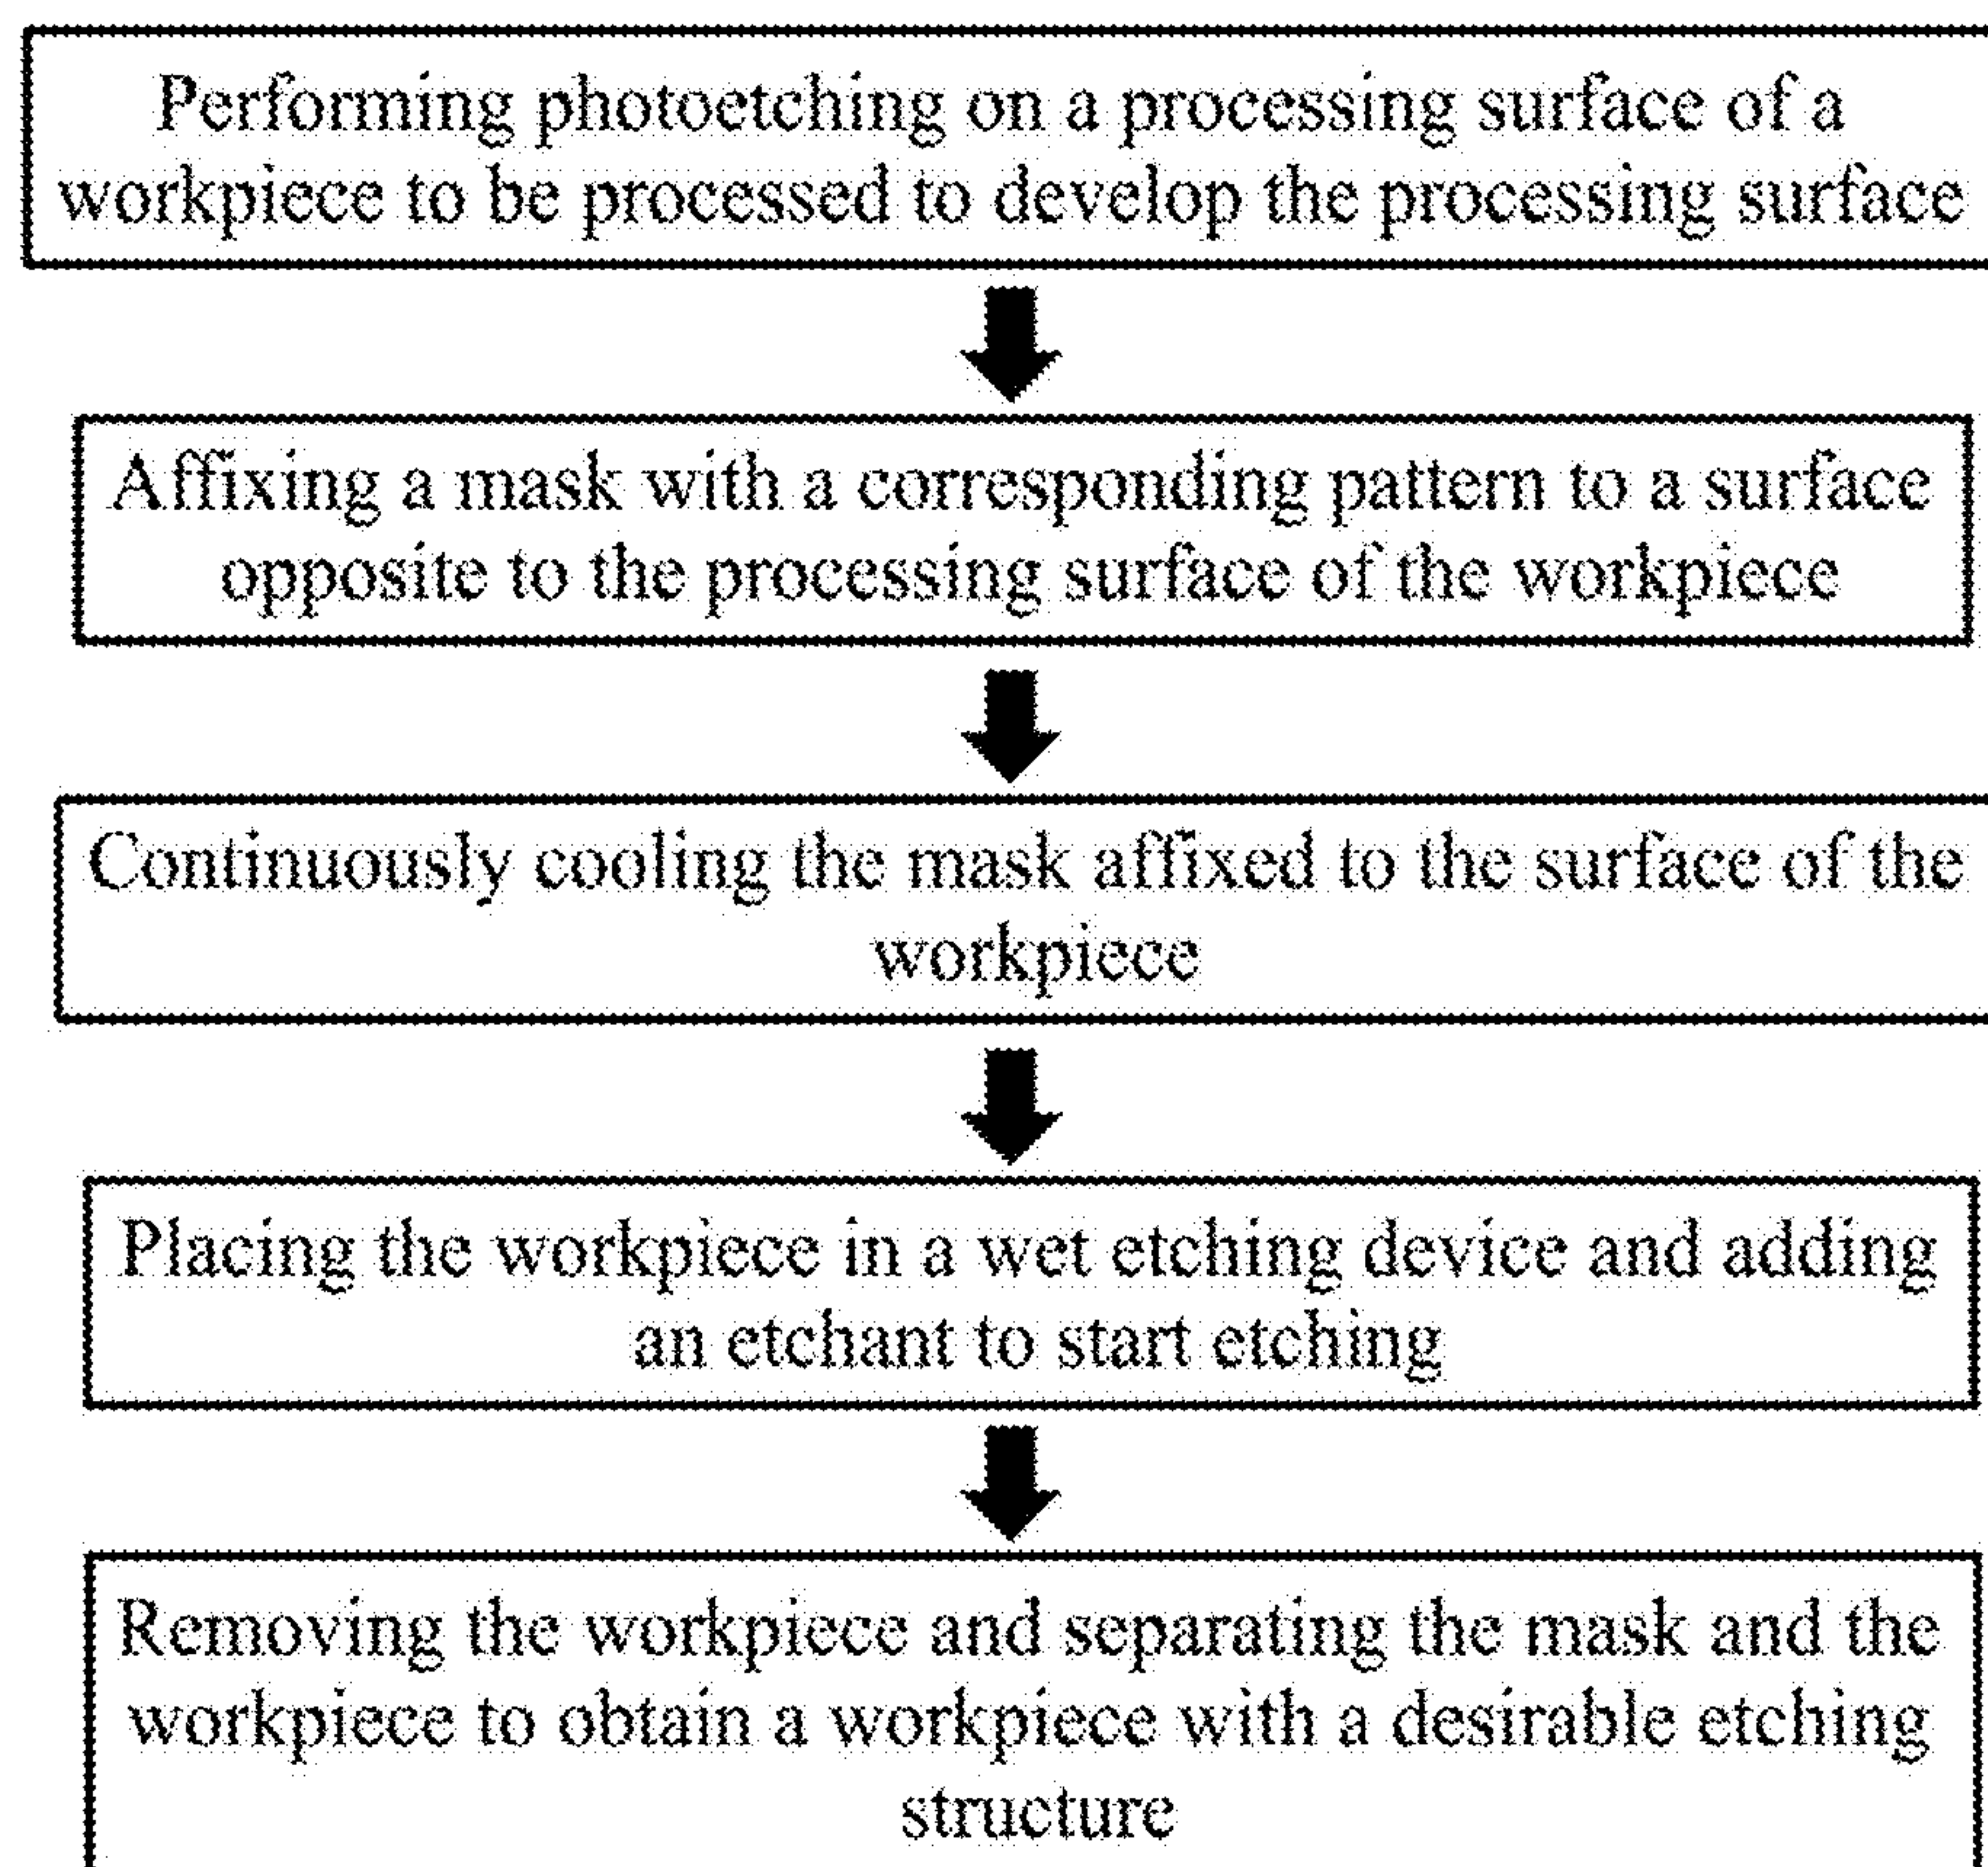 Performing photoetching on a processing surface of a
workpiece to be processed to develop the processing surface
Affixing a mask with a corresponding pattern to a surface
opposite to the processing surface of the workpiece
Continuously cooling the mask affixed to the surface of the
workpiece
Placing the workpiece in a wet etching device and adding
an etchant to start etching
Removing the workpiece and separating the mask and the
workpiece to obtain a workpiece with a desirable etching
structure